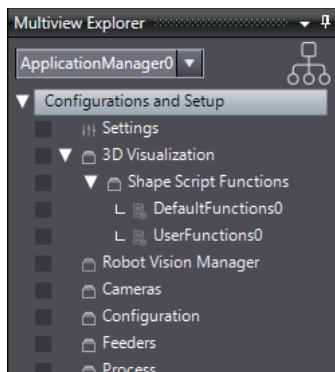 Multiview Explorer
ApplicationManager0
Configurations and Setup
Settings
3D Visualization
Shape Script Functions
DefaultFunctions0
UserFunctions0
Robot Vision Manager
Cameras
Configuration
Feeders
Process